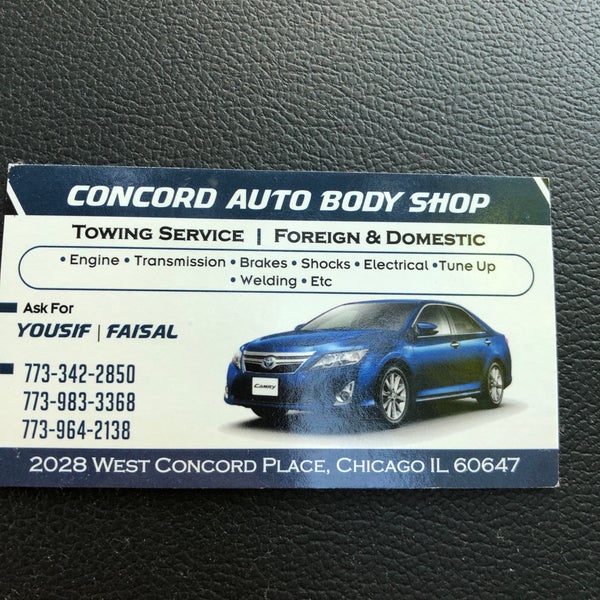 CONCORD AUTO BODY SHOP
TOWING SERVICE | FOREIGN & DOMESTIC
• Engine • Transmission • Brakes • Shocks • Electrical • Tune Up
• Welding • Etc
Ask For
YOUSIF | FAISAL
773-342-2850
773-983-3368
773-964-2138
CAMRY
2028 WEST CONCORD PLACE, CHICAGO IL 60647